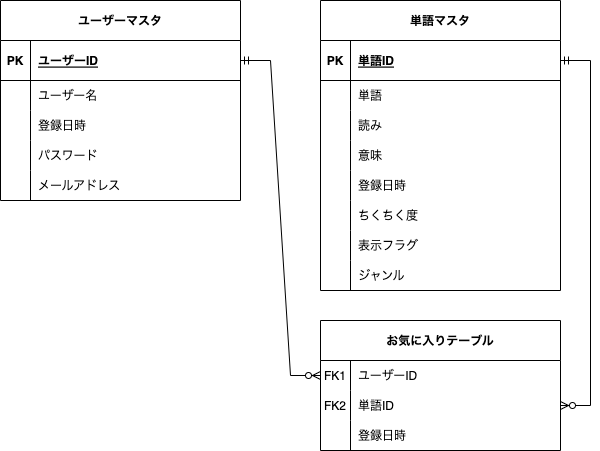 ユーザーマスタ
PK ユーザーID
ユーザー名
登録日時
パスワード
メールアドレス
単語マスタ
PK 単語ID
単語
読み
意味
登録日時
ちくちく度
表示フラグ
ジャンル
お気に入りテーブル
FK1 ユーザーID
FK2 単語ID
登録日時